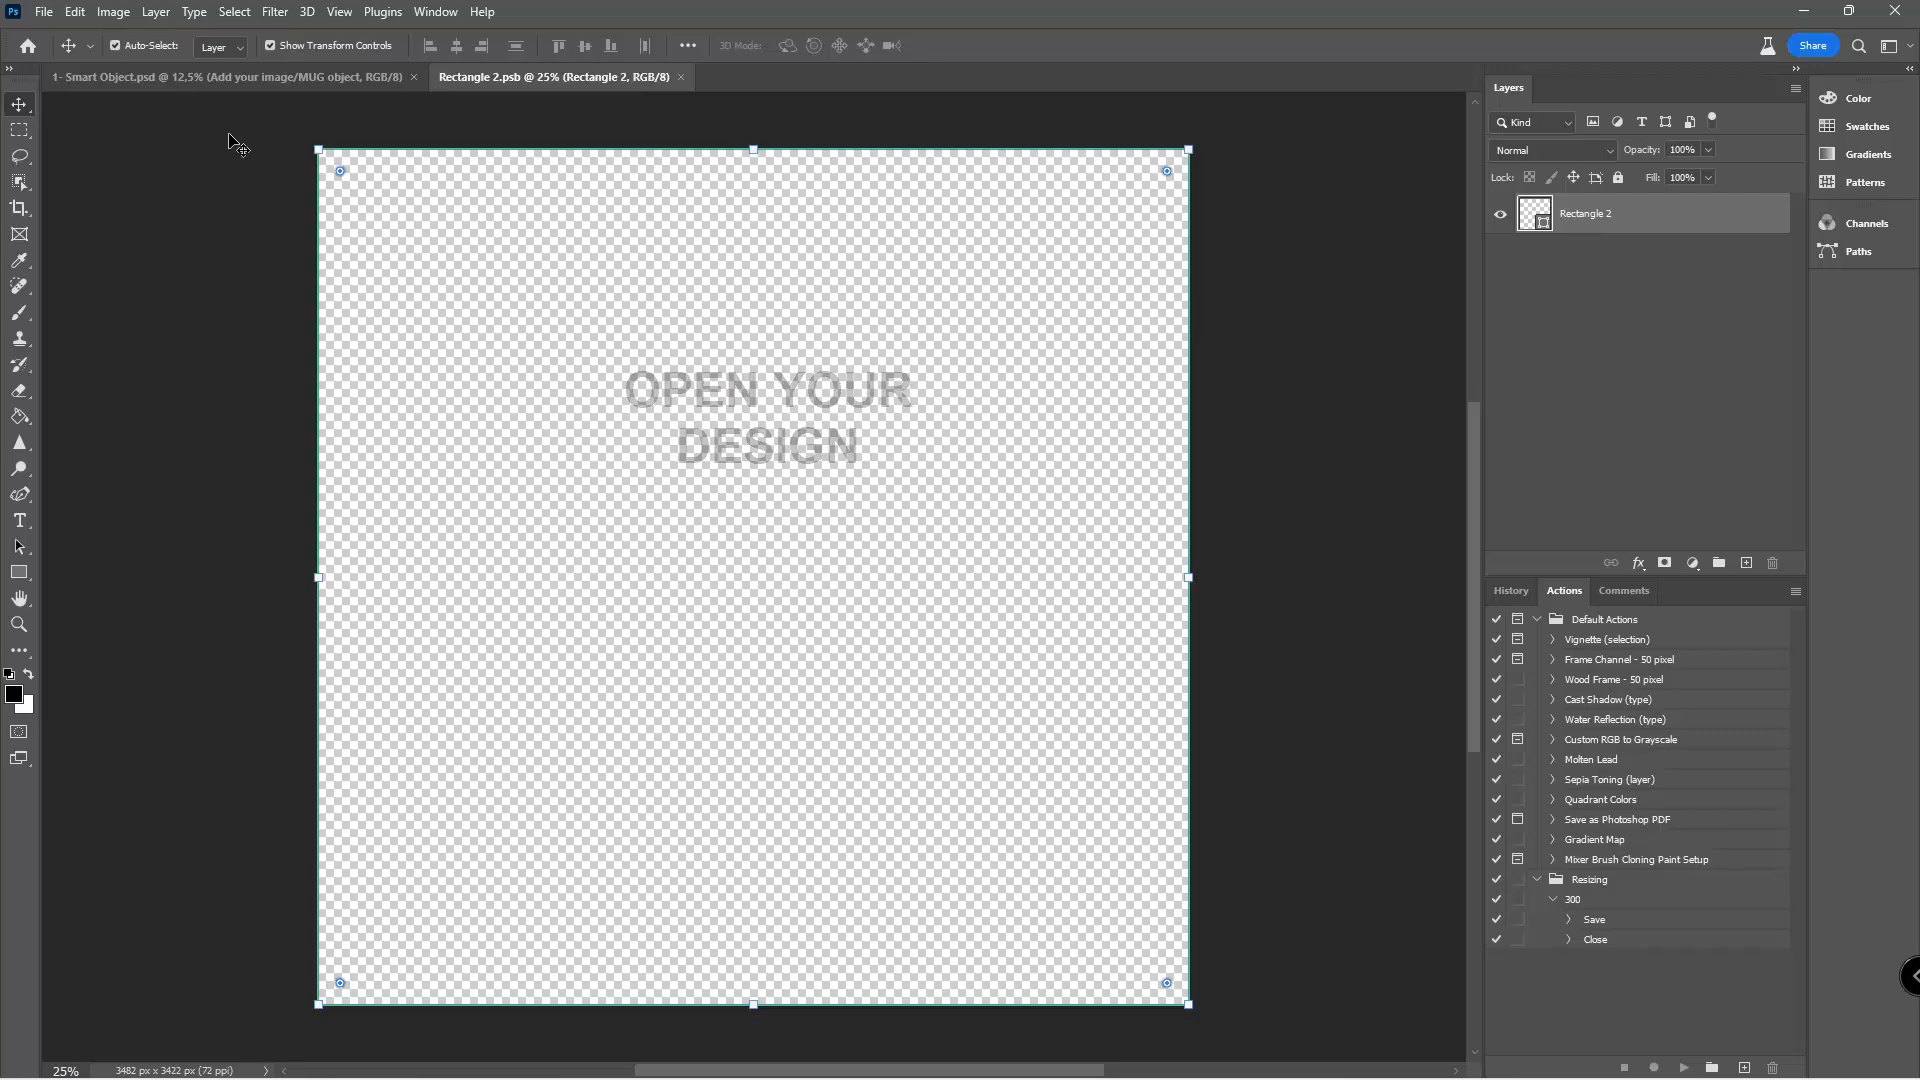 Ps File Edit Image Layer Type Select Filter 3D View Plugins Window Help
Auto-Select: Layer Show Transform Controls 3D Mode: Share
1- Smart Object.psd @ 12,5% (Add your image/MUG object, RGB/8) × Rectangle 2.psb @ 25% (Rectangle 2, RGB/8) ×
Layers
Kind
Normal Opacity: 100%
Lock: Fill: 100%
Rectangle 2
Color
Swatches
Gradients
Patterns
Channels
Paths
OPEN YOUR
DESIGN
History Actions Comments
Default Actions
Vignette (selection)
Frame Channel - 50 pixel
Wood Frame - 50 pixel
Cast Shadow (type)
Water Reflection (type)
Custom RGB to Grayscale
Molten Lead
Sepia Toning (layer)
Quadrant Colors
Save as Photoshop PDF
Gradient Map
Mixer Brush Cloning Paint Setup
Resizing
300
Save
Close
25% 3482 px x 3422 px (72 ppi)